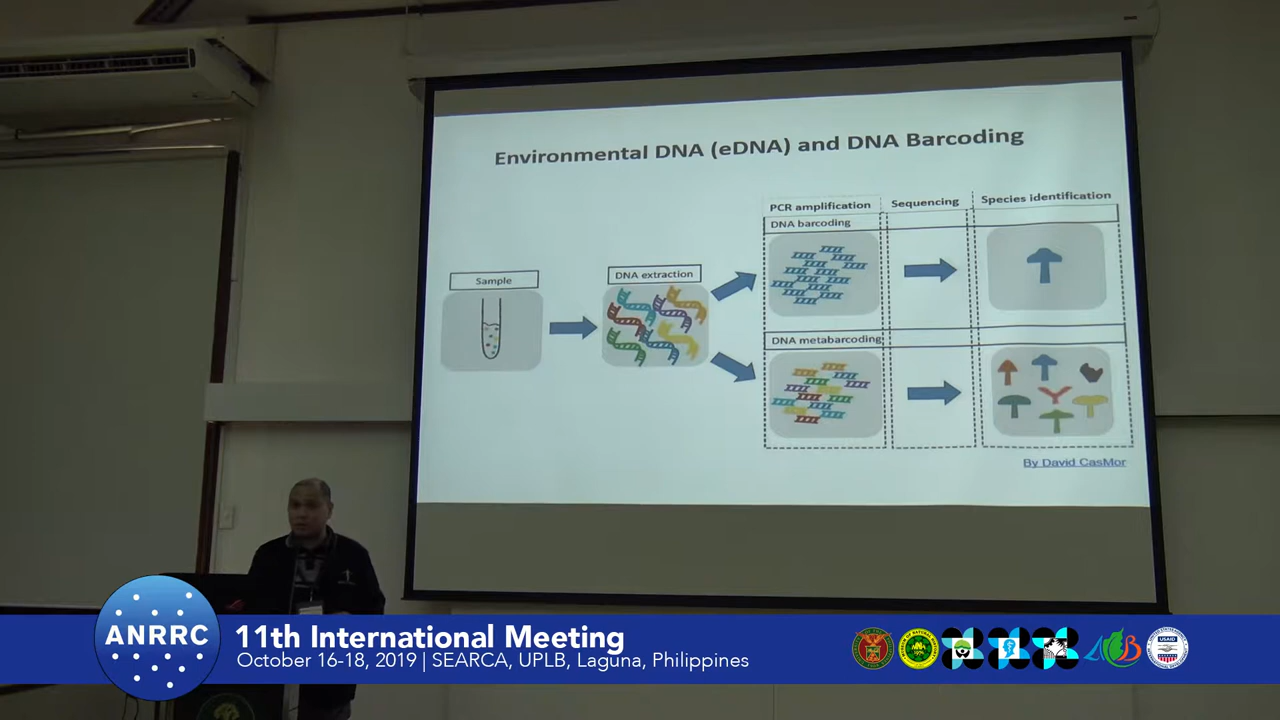 Environmental DNA (eDNA) and DNA Barcoding
PCR amplification
Sequencing
Species identification
DNA barcoding
Sample
DNA extraction
DNA metabarcoding
By David CasMor
ANRRC
11th International Meeting
October 16-18, 2019 | SEARCA, UPLB, Laguna, Philippines
USAID